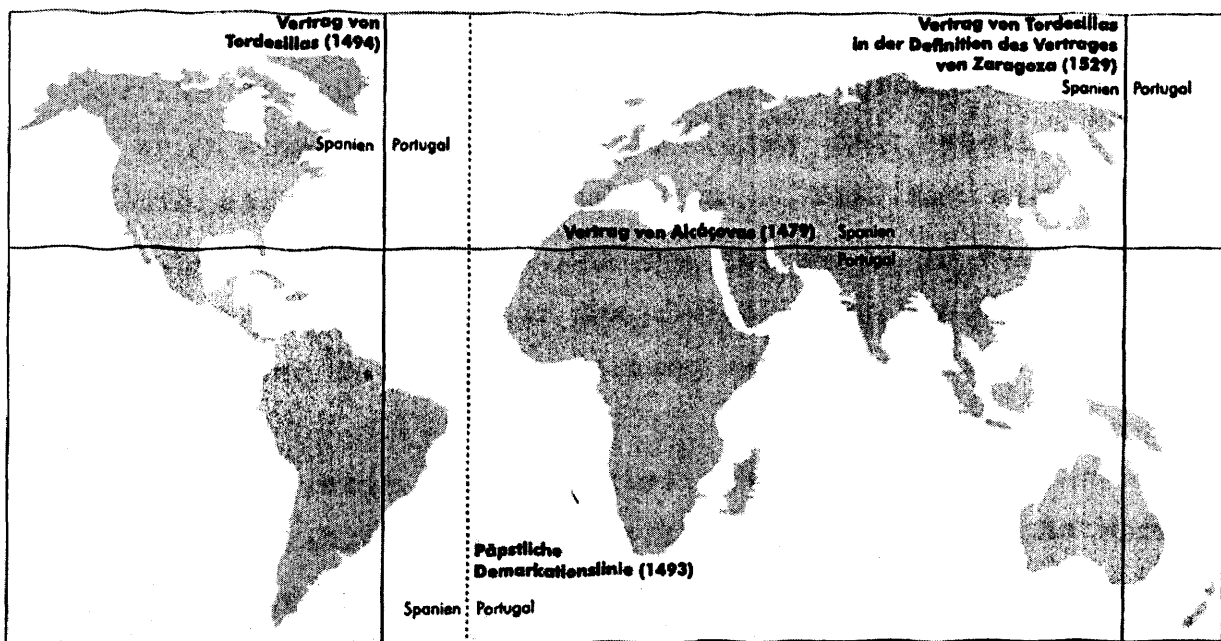 Vertrag von
Tordesillas (1494)
Spanien Portugal
Vertrag von Tordesillas
in der Definition des Vertrages
von Zaragoza (1529)
Spanien Portugal
Vertrag von Alcáçovas (1479) Spanien
Portugal
Päpstliche
Demarkationslinie (1493)
Spanien Portugal